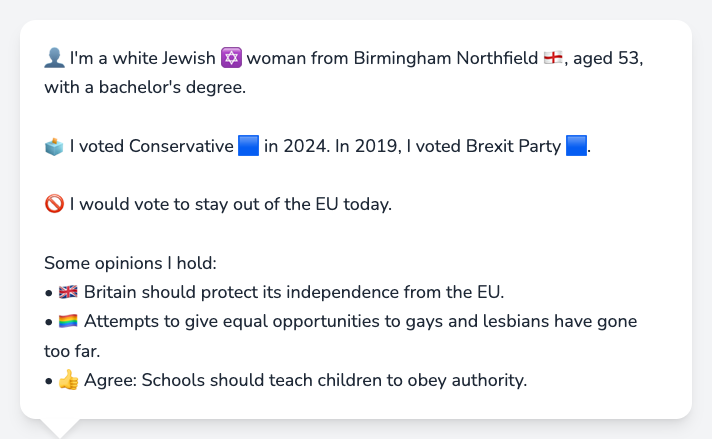 👤 I'm a white Jewish 🔯 woman from Birmingham Northfield 🏴󠁧󠁢󠁥󠁮󠁧󠁿, aged 53,
with a bachelor's degree.
🗳️ I voted Conservative 🟦 in 2024. In 2019, I voted Brexit Party 🟦.
🚫 I would vote to stay out of the EU today.
Some opinions I hold:
• 🇬🇧 Britain should protect its independence from the EU.
• 🏳️‍🌈 Attempts to give equal opportunities to gays and lesbians have gone
too far.
• 👍 Agree: Schools should teach children to obey authority.